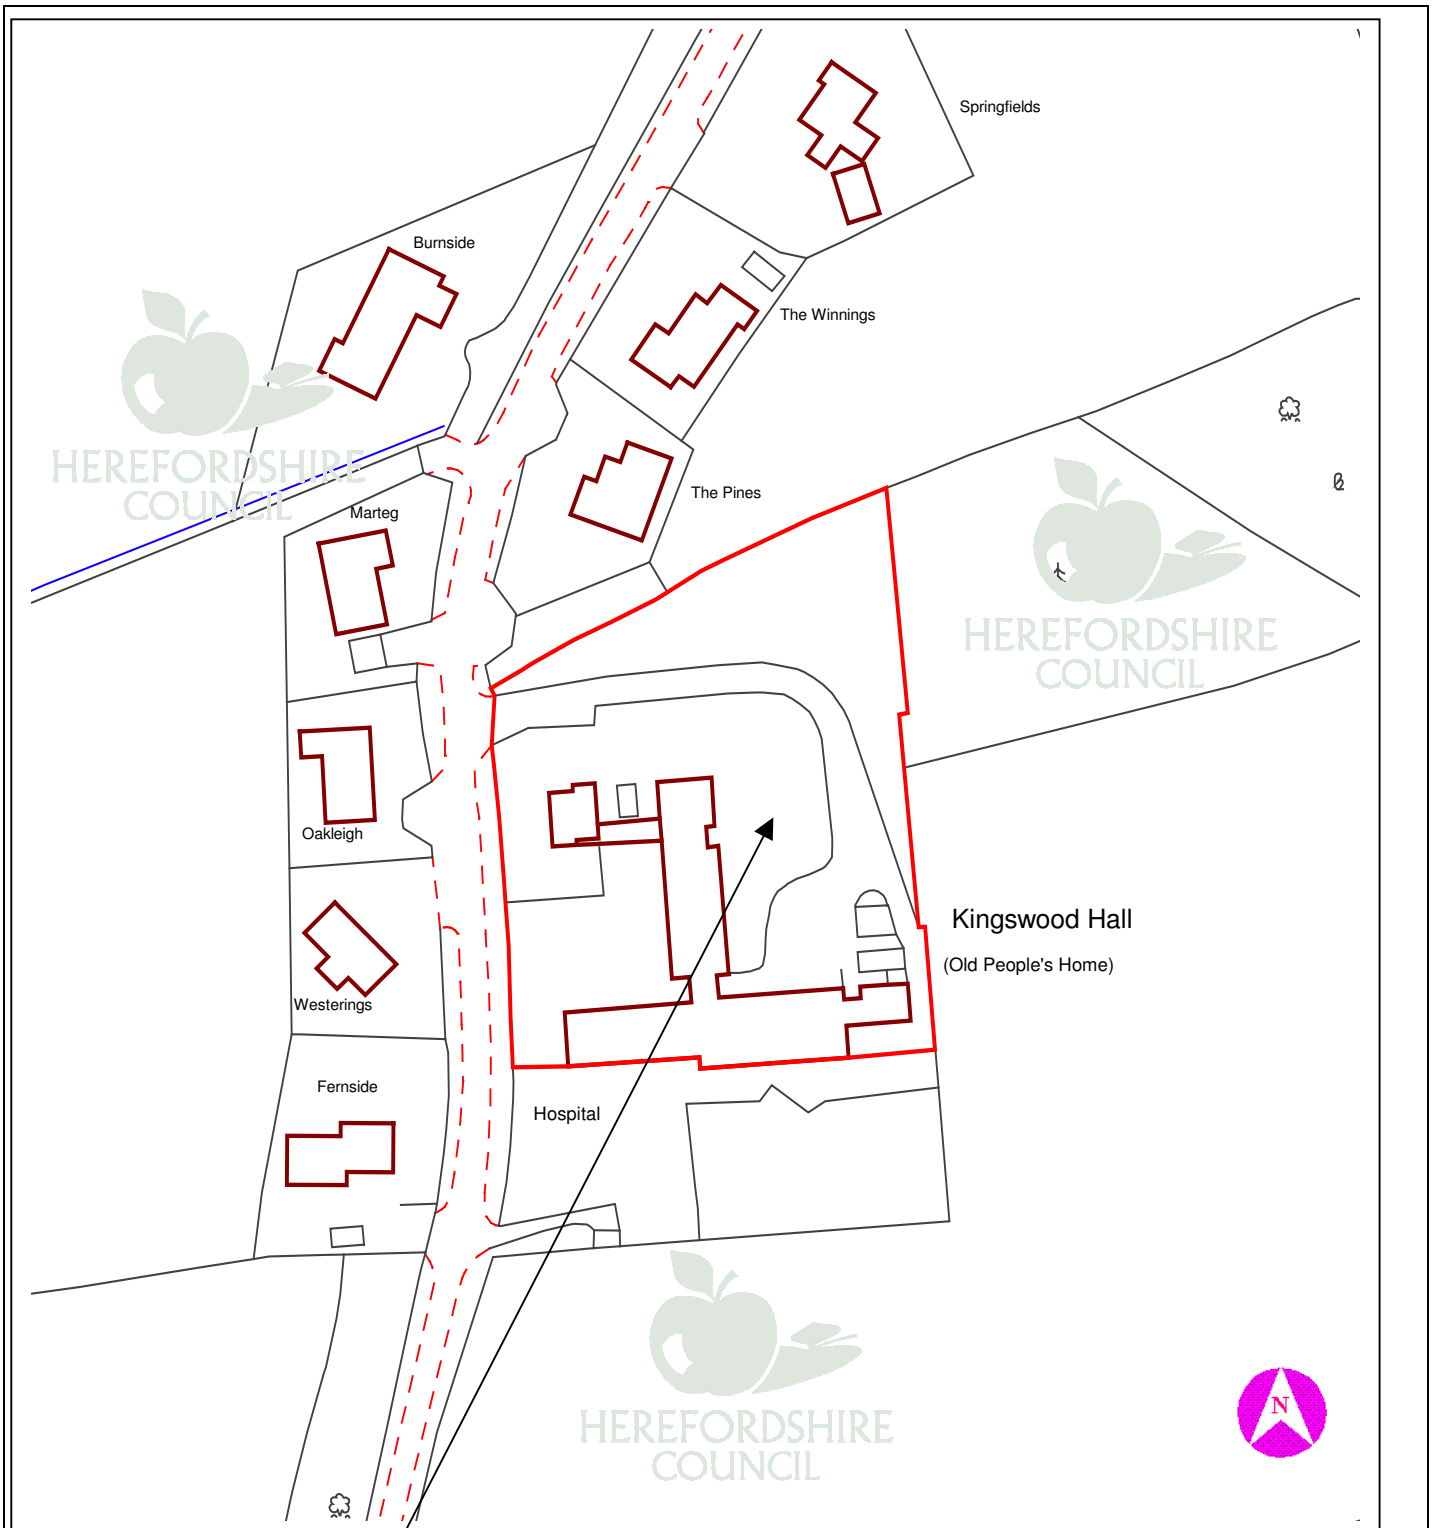 Springfields
Burnside
The Winnings
HEREFORDSHIRE
COUNCIL
The Pines
Marteg
HEREFORDSHIRE
COUNCIL
Oakleigh
Kingswood Hall
(Old People's Home)
Westerings
Fernside
Hospital
N
HEREFORDSHIRE
COUNCIL